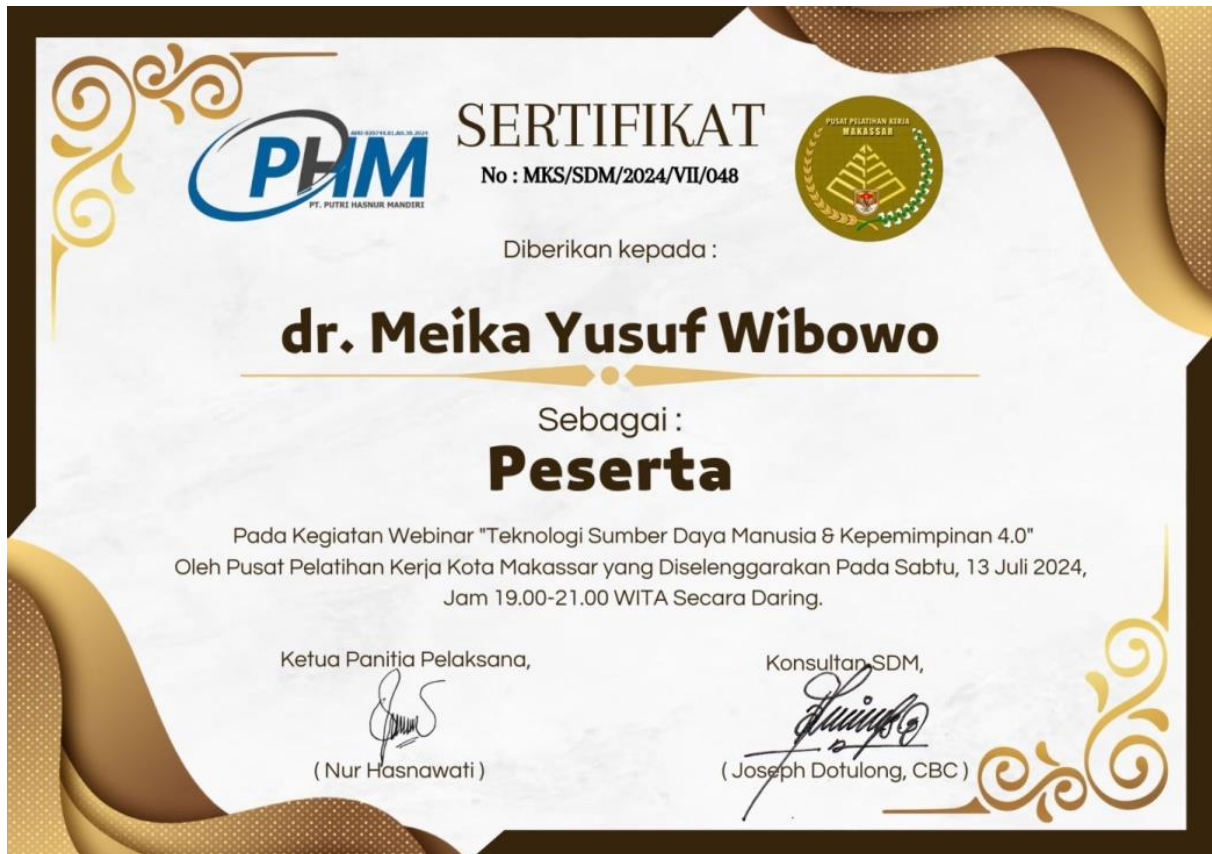 SERTIFIKAT
No : MKS/SDM/2024/VII/048
PHM
PT. PUTRI HASNUR MANDIRI
PUSAT PELATIHAN KERJA
MAKASSAR
Diberikan kepada :
dr. Meika Yusuf Wibowo
Sebagai :
Peserta
Pada Kegiatan Webinar "Teknologi Sumber Daya Manusia & Kepemimpinan 4.0"
Oleh Pusat Pelatihan Kerja Kota Makassar yang Diselenggarakan Pada Sabtu, 13 Juli 2024,
Jam 19.00-21.00 WITA Secara Daring.
Ketua Panitia Pelaksana,
Konsultan SDM,
( Nur Hasnawati )
( Joseph Dotulong, CBC )